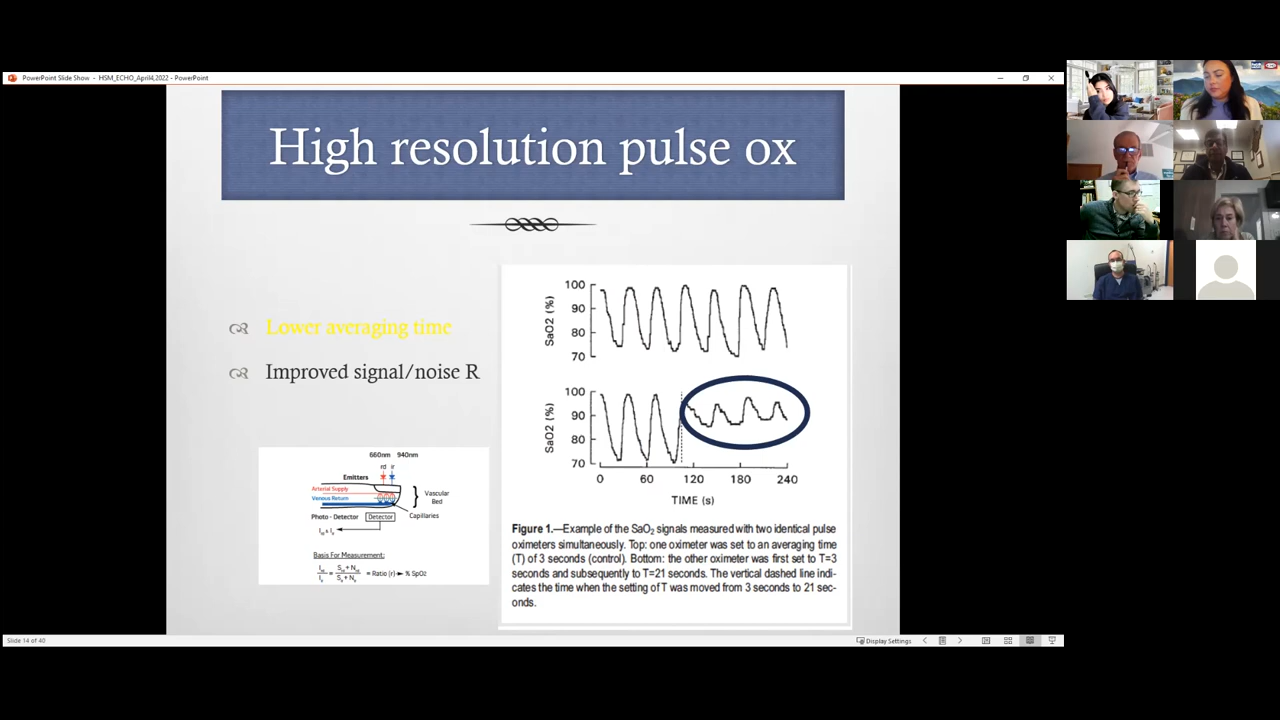 PowerPoint Slide Show - HSM_ECHO_April4,2022 - PowerPoint
High resolution pulse ox
Lower averaging time
Improved signal/noise R
660nm 940nm
rd ir
Emitters
Arterial Supply
Venous Return
Vascular
Bed
Photo - Detector
Detector
Capillaries
Basis For Measurement:
= Ratio (r) % SpO2
SaO2 (%)
100
90
80
70
SaO2 (%)
100
90
80
70
0 60 120 180 240
TIME (s)
Figure 1.—Example of the SaO2 signals measured with two identical pulse
oximeters simultaneously. Top: one oximeter was set to an averaging time
(T) of 3 seconds (control). Bottom: the other oximeter was first set to T=3
seconds and subsequently to T=21 seconds. The vertical dashed line indi-
cates the time when the setting of T was moved from 3 seconds to 21 sec-
onds.
Slide 14 of 40
Display Settings